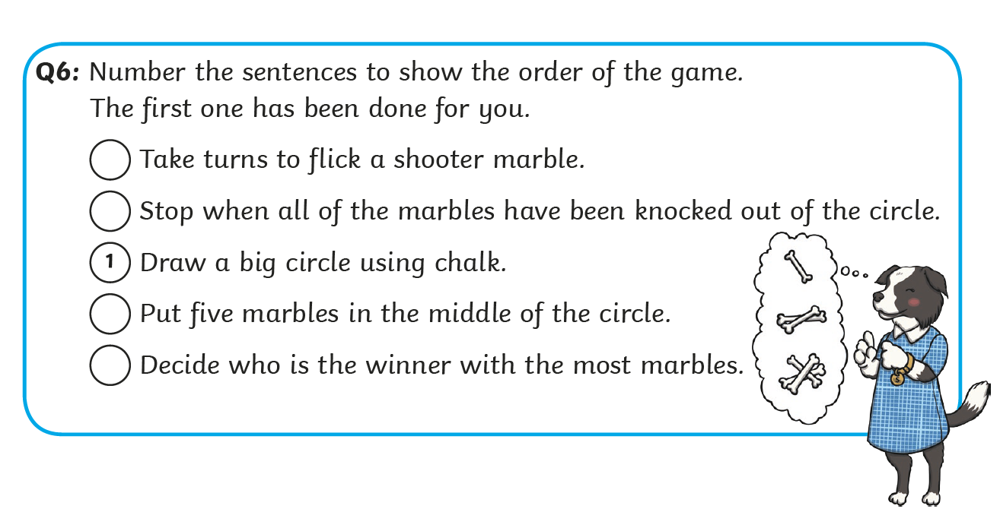 Q6: Number the sentences to show the order of the game.
The first one has been done for you.
Take turns to flick a shooter marble.
Stop when all of the marbles have been knocked out of the circle.
1 Draw a big circle using chalk.
Put five marbles in the middle of the circle.
Decide who is the winner with the most marbles.